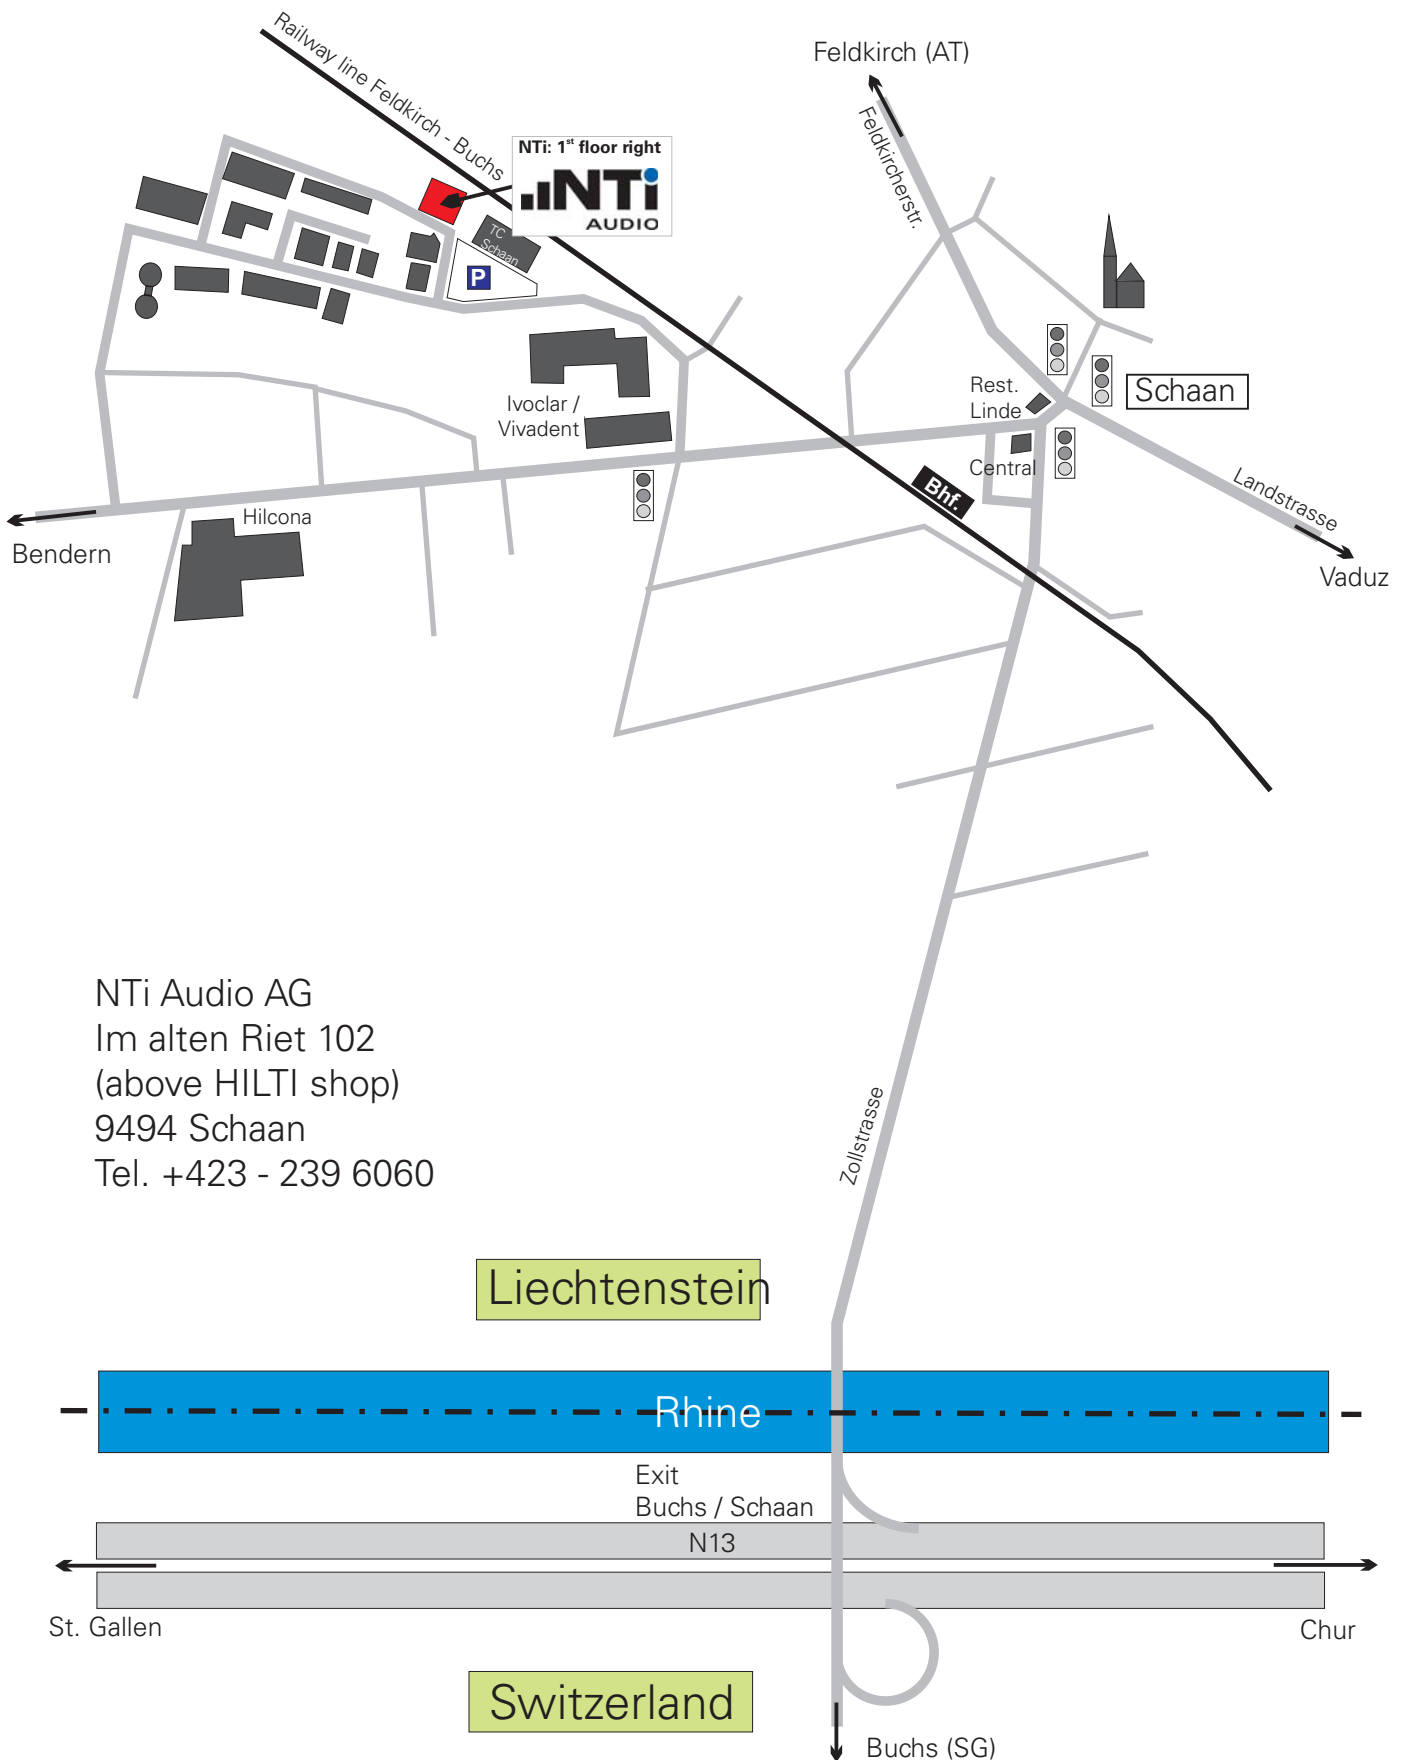 Railway line Feldkirch - Buchs
Feldkirch (AT)
Feldkircherstr.
NTi: 1st floor right
NTi
AUDIO
TC
Schaan
P
Ivoclar /
Vivadent
Rest.
Linde
Schaan
Central
Bhf.
Landstrasse
Hilcona
Bendern
Vaduz
NTi Audio AG
Im alten Riet 102
(above HILTI shop)
9494 Schaan
Tel. +423 - 239 6060
Zollstrasse
Liechtenstein
Rhine
Exit
Buchs / Schaan
N13
St. Gallen
Chur
Switzerland
Buchs (SG)